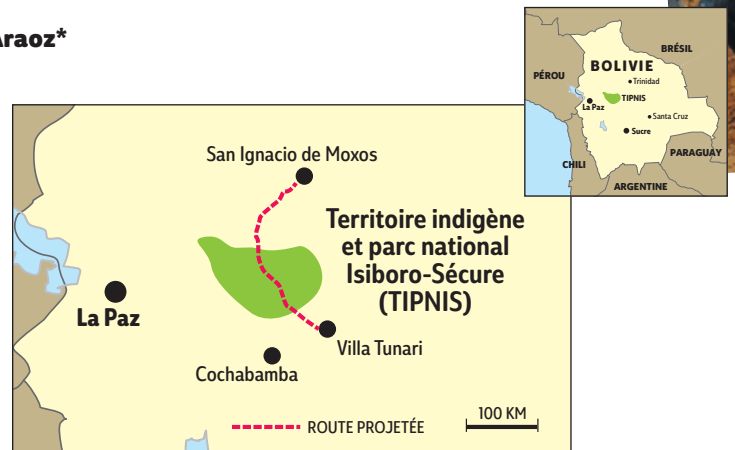 Araoz*
BRÉSIL
BOLIVIE
PÉROU
Trinidad
TIPNIS
La Paz
Santa Cruz
Sucre
PARAGUAY
CHILI
ARGENTINE
San Ignacio de Moxos
Territoire indigène
et parc national
Isiboro-Sécure
(TIPNIS)
La Paz
Villa Tunari
Cochabamba
ROUTE PROJETÉE
100 KM